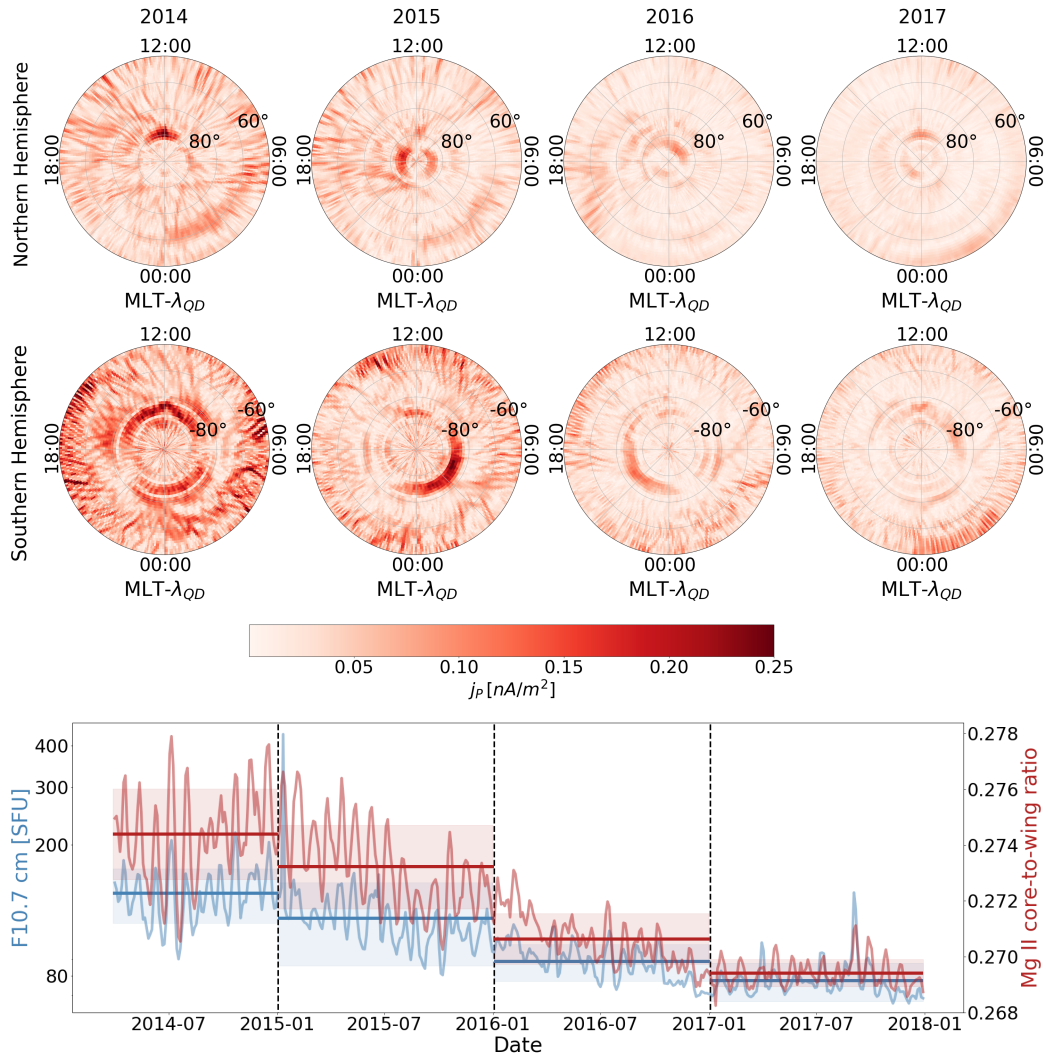 2014 2015 2016 2017
12:00 12:00 12:00 12:00
Northern Hemisphere
18:00 60° 80° 06:00 18:00 60° 80° 06:00 18:00 60° 80° 06:00 18:00 60° 80° 06:00
00:00 00:00 00:00 00:00
MLT-λQD MLT-λQD MLT-λQD MLT-λQD
12:00 12:00 12:00 12:00
Southern Hemisphere
18:00 -60° -80° 06:00 18:00 -60° -80° 06:00 18:00 -60° -80° 06:00 18:00 -60° -80° 06:00
00:00 00:00 00:00 00:00
MLT-λQD MLT-λQD MLT-λQD MLT-λQD
0.05 0.10 0.15 0.20 0.25
jP [nA/m²]
F10.7 cm [SFU]
400
300
200
80
0.278
0.276
0.274
0.272
0.270
0.268
Mg II core-to-wing ratio
2014-07 2015-01 2015-07 2016-01 2016-07 2017-01 2017-07 2018-01
Date